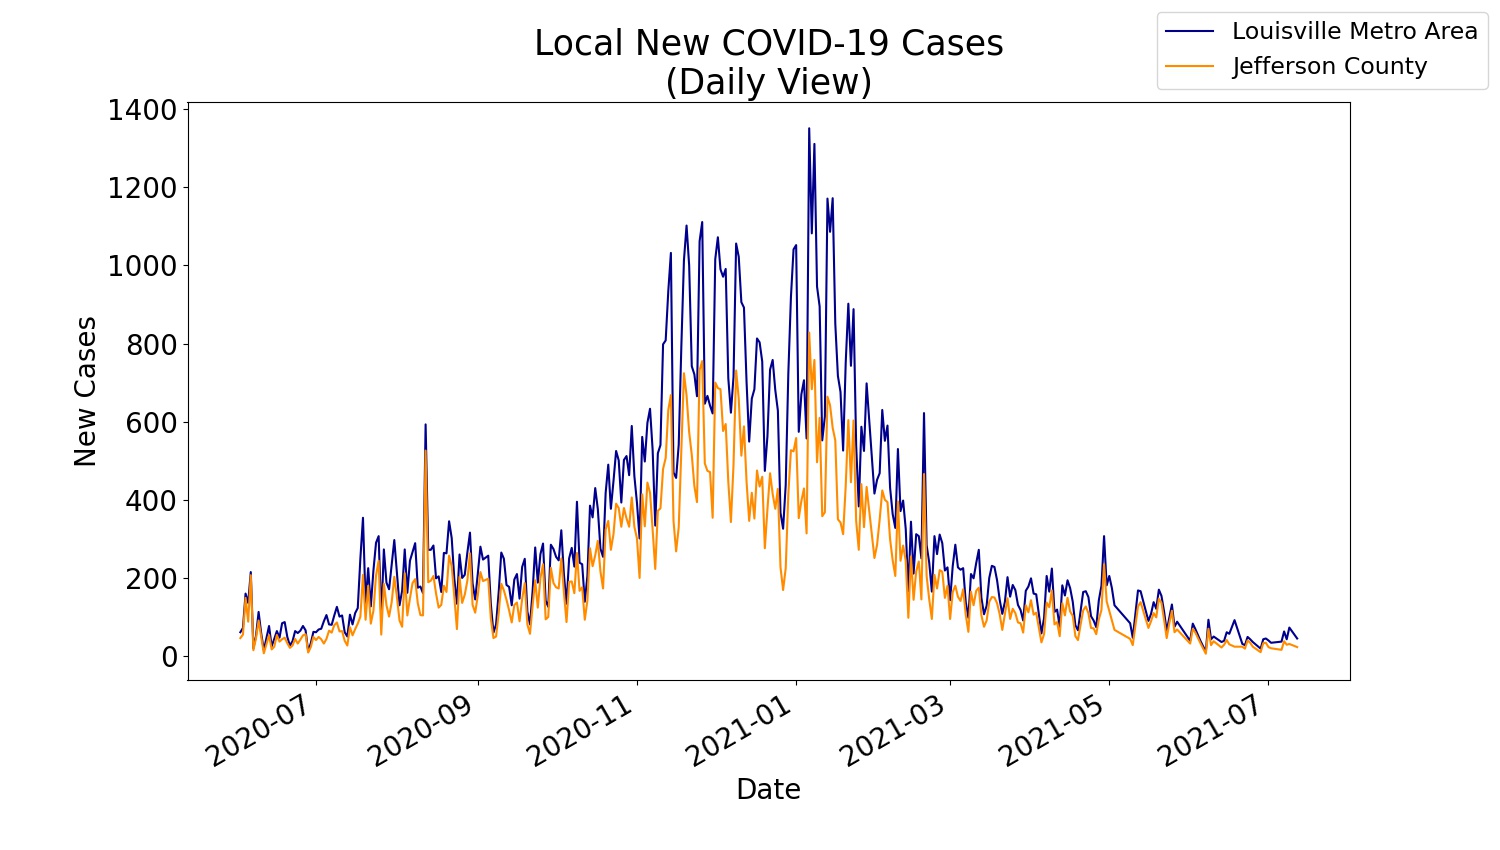 Local New COVID-19 Cases
(Daily View)
Louisville Metro Area
Jefferson County
New Cases
1400
1200
1000
800
600
400
200
0
2020-07
2020-09
2020-11
2021-01
2021-03
2021-05
2021-07
Date